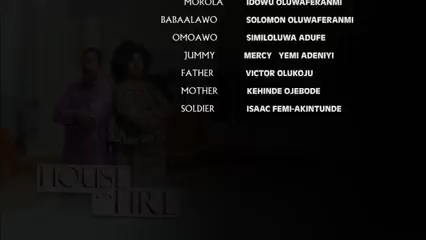 MOROLA IDOWU OLUWAFERANMI
BABAALAWO SOLOMON OLUWAFERANMI
OMOAWO SIMILOLUWA ADUFE
JUMMY MERCY YEMI ADENIYI
FATHER VICTOR OLUKOJU
MOTHER KEHINDE OJEBODE
SOLDIER ISAAC FEMI-AKINTUNDE
HOUSE
FIRE